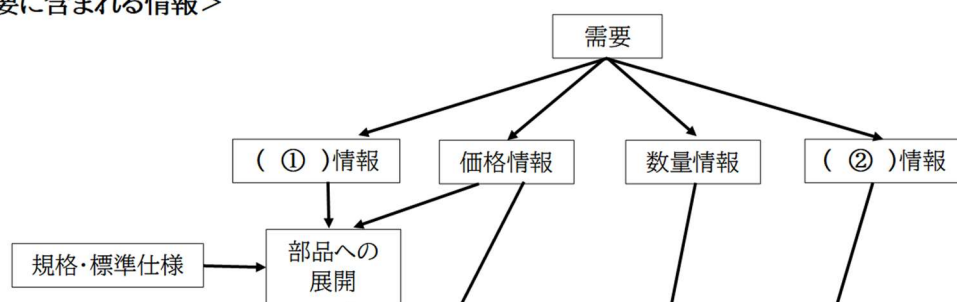 要に含まれる情報＞
需要
( ① )情報
価格情報
数量情報
( ② )情報
規格・標準仕様
部品への
展開